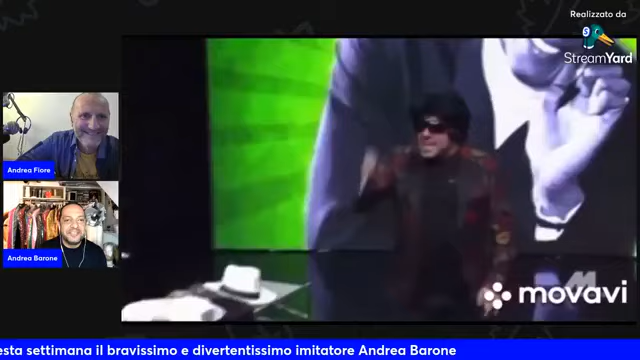 Realizzato da
StreamYard
Andrea Fiore
Andrea Barone
movavi
esta settimana il bravissimo e divertentissimo imitatore Andrea Barone